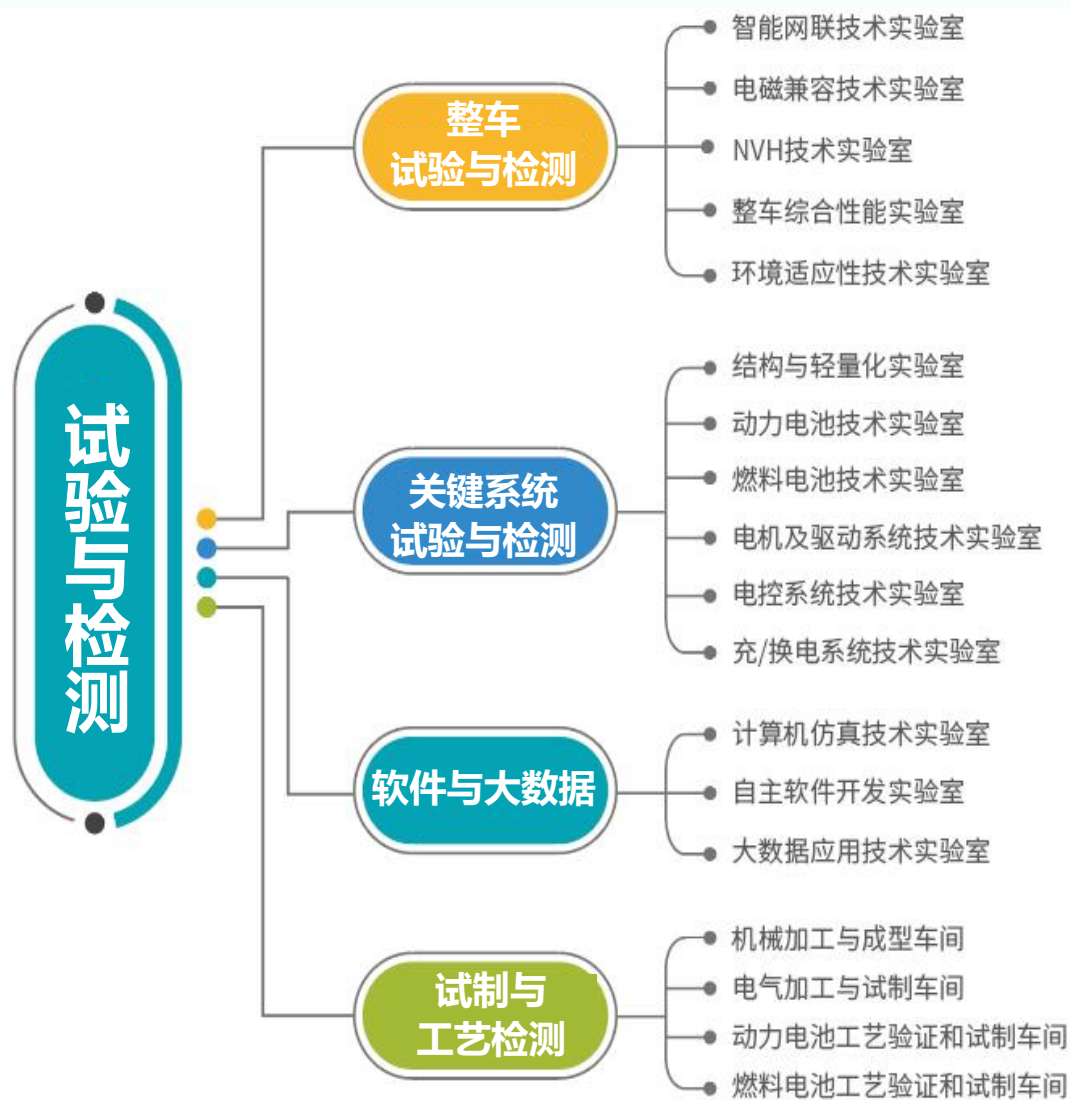 试验与检测
整车
试验与检测
智能网联技术实验室
电磁兼容技术实验室
NVH技术实验室
整车综合性能实验室
环境适应性技术实验室
关键系统
试验与检测
结构与轻量化实验室
动力电池技术实验室
燃料电池技术实验室
电机及驱动系统技术实验室
电控系统技术实验室
充/换电系统技术实验室
软件与大数据
计算机仿真技术实验室
自主软件开发实验室
大数据应用技术实验室
试制与
工艺检测
机械加工与成型车间
电气加工与试制车间
动力电池工艺验证和试制车间
燃料电池工艺验证和试制车间